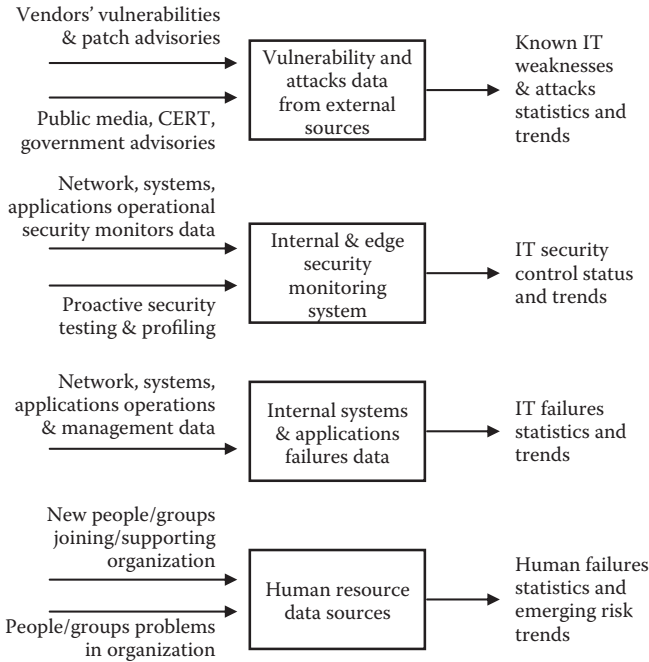 Vendors' vulnerabilities
& patch advisories
Public media, CERT,
government advisories
Vulnerability and
attacks data
from external
sources
Known IT
weaknesses
& attacks
statistics and
trends
Network, systems,
applications operational
security monitors data
Proactive security
testing & profiling
Internal & edge
security
monitoring
system
IT security
control status
and trends
Network, systems,
applications operations
& management data
Internal systems
& applications
failures data
IT failures
statistics and
trends
New people/groups
joining/supporting
organization
People/groups problems
in organization
Human resource
data sources
Human failures
statistics and
emerging risk
trends